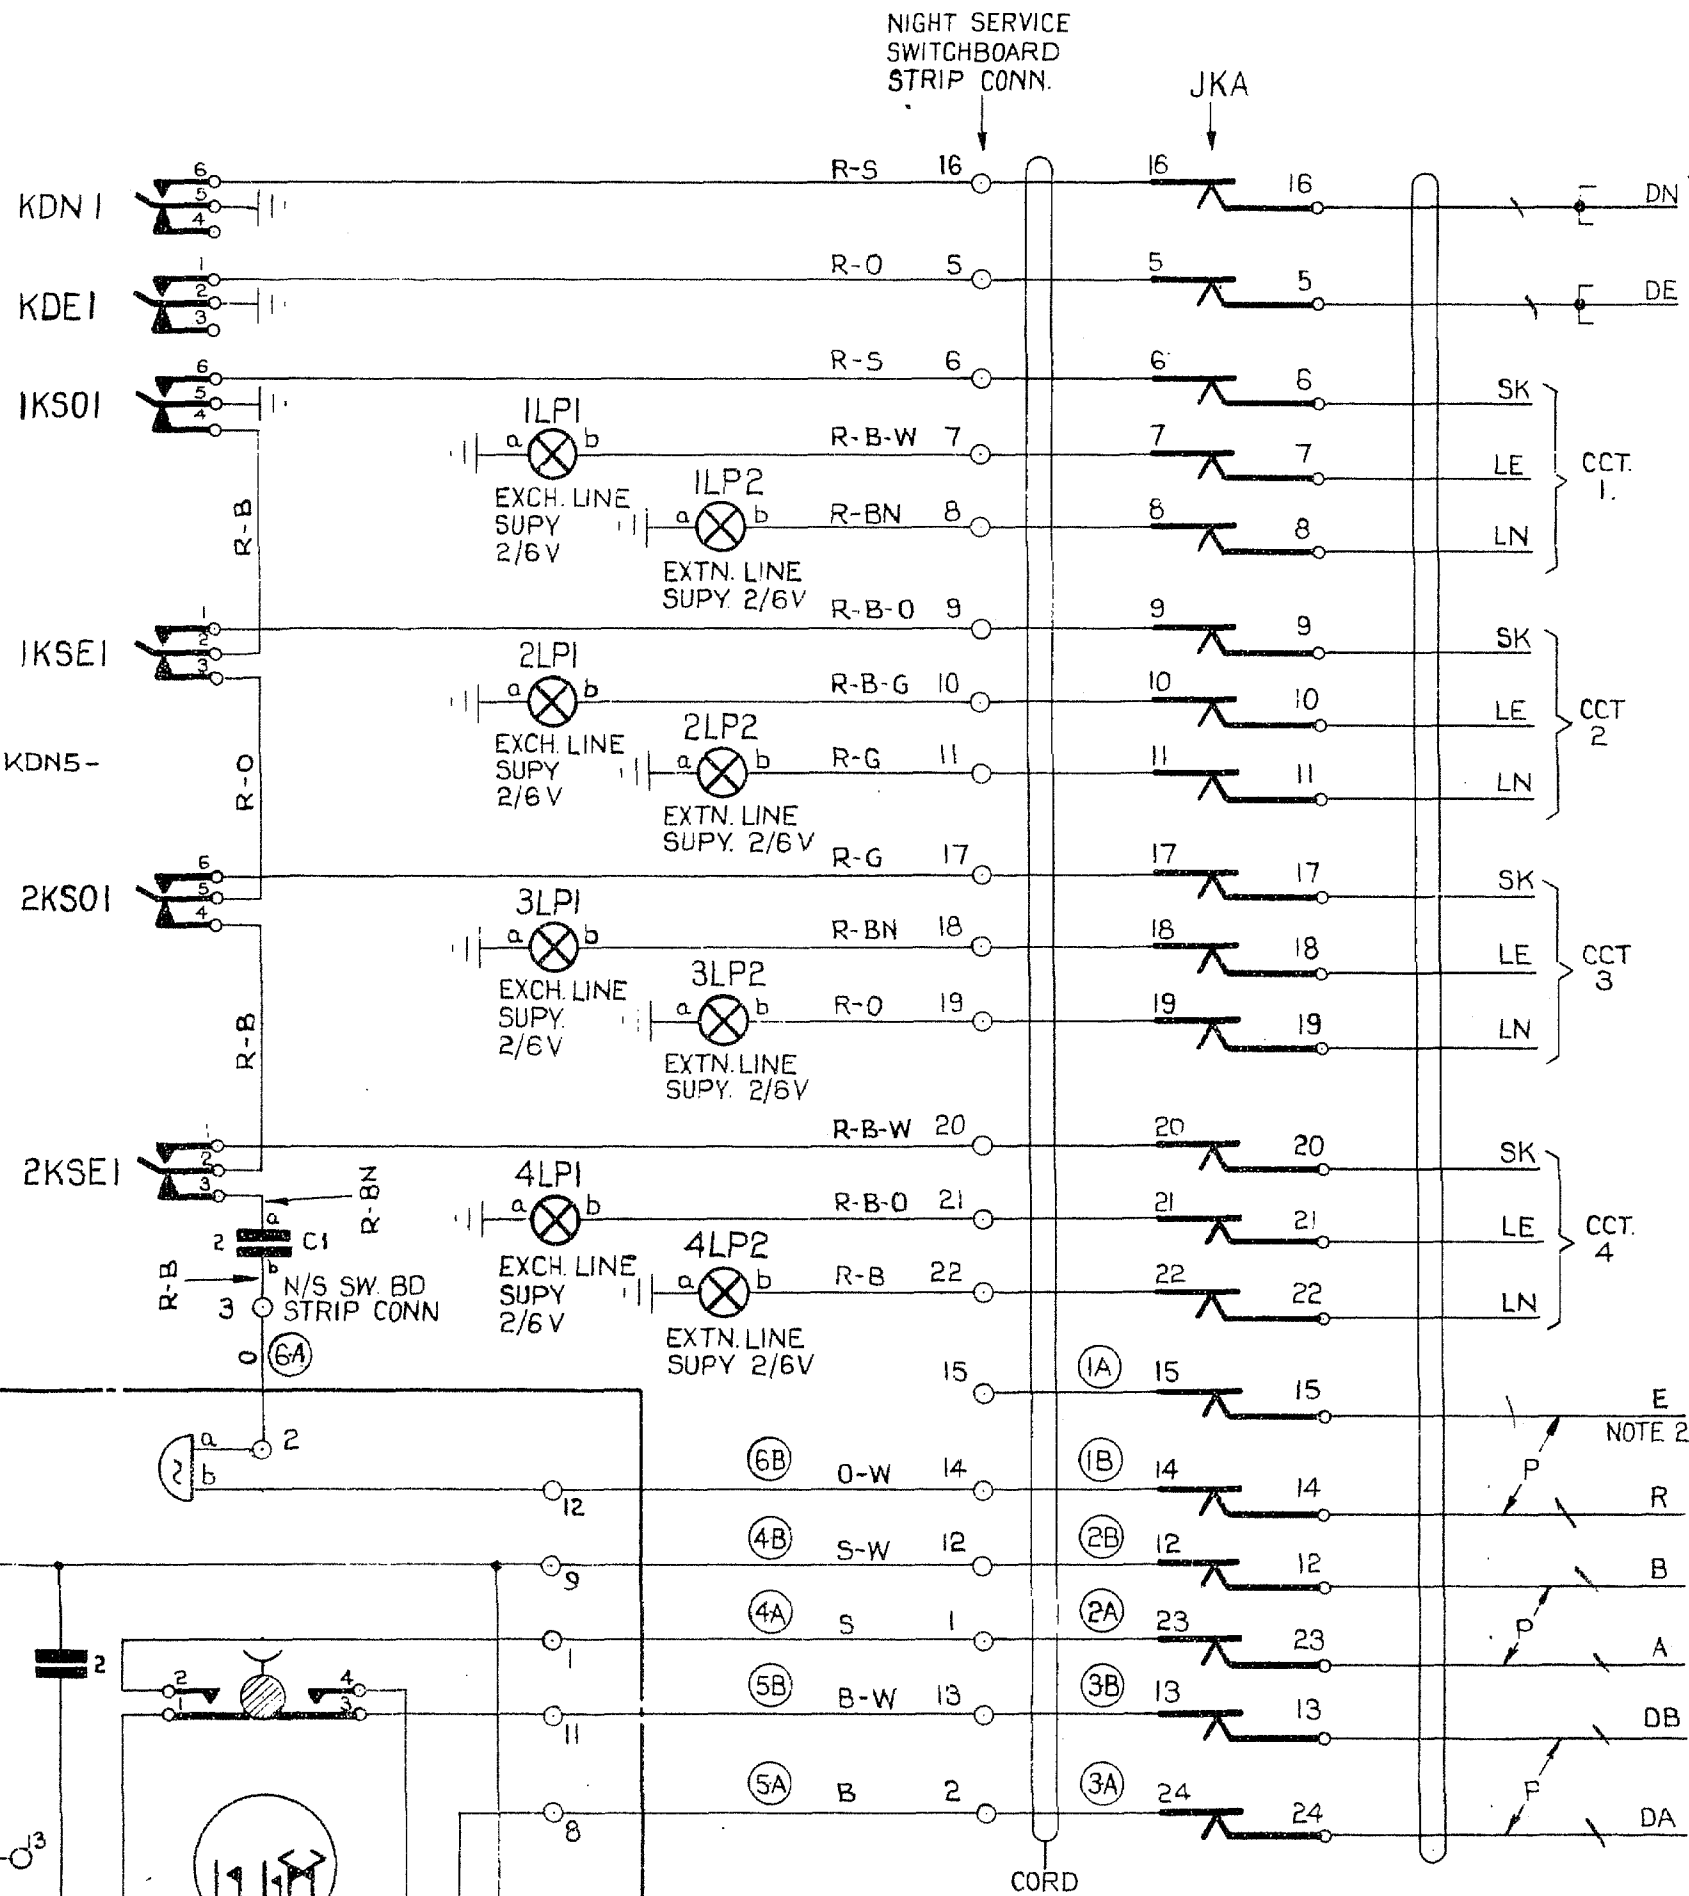 NIGHT SERVICE
SWITCHBOARD
STRIP CONN.
JKA
KDN 1
6
5
4
R-S 16
16
16
DN
KDE1
1
2
3
R-O 5
5
5
DE
1KSO1
6
5
4
R-S 6
6
6
SK
1LP1
a b
R-B-W 7
7
7
LE
CCT.
1.
EXCH. LINE
SUPY
2/6V
1LP2
a b
R-BN 8
8
8
LN
EXTN. LINE
SUPY. 2/6V
R-B
1KSE1
1
2
3
R-B-O 9
9
9
SK
2LP1
a b
R-B-G 10
10
10
LE
CCT
2
EXCH. LINE
SUPY
2/6V
KDN5-
2LP2
a b
R-G 11
11
11
LN
EXTN. LINE
SUPY. 2/6V
R-O
2KSO1
6
5
4
R-G 17
17
17
SK
3LP1
a b
R-BN 18
18
18
LE
CCT
3
EXCH. LINE
SUPY.
2/6V
3LP2
a b
R-O 19
19
19
LN
EXTN. LINE
SUPY. 2/6V
R-B
2KSE1
1
2
3
R-B-W 20
20
20
SK
R-BN
4LP1
a b
R-B-O 21
21
21
LE
CCT.
4
EXCH. LINE
SUPY
2/6V
a
2 C1
b
R-B
4LP2
a b
R-B 22
22
22
LN
EXTN. LINE
SUPY 2/6V
N/S SW. BD
3 STRIP CONN
O 6A
15
1A
15
15
E
NOTE 2
a 2
b
12
6B O-W 14
1B
14
14
P
R
9
4B S-W 12
2B
12
12
B
1
4A S 1
2A
23
23
P
A
2
2 4
1 3
11
5B B-W 13
3B
13
13
DB
8
5A B 2
3A
24
24
DA
13
CORD